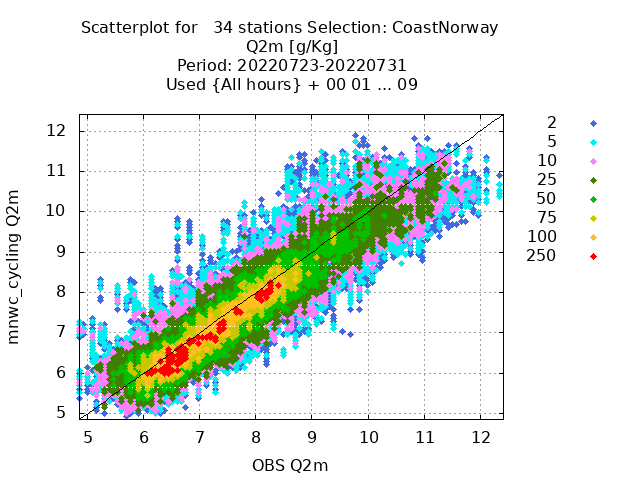 Scatterplot for   34 stations Selection: CoastNorway
Q2m [g/Kg]
Period: 20220723-20220731
Used {All hours} + 00 01 ... 09
2
5
10
25
50
75
100
250
12
11
10
9
8
7
6
5
mnwc_cycling Q2m
5 6 7 8 9 10 11 12
OBS Q2m